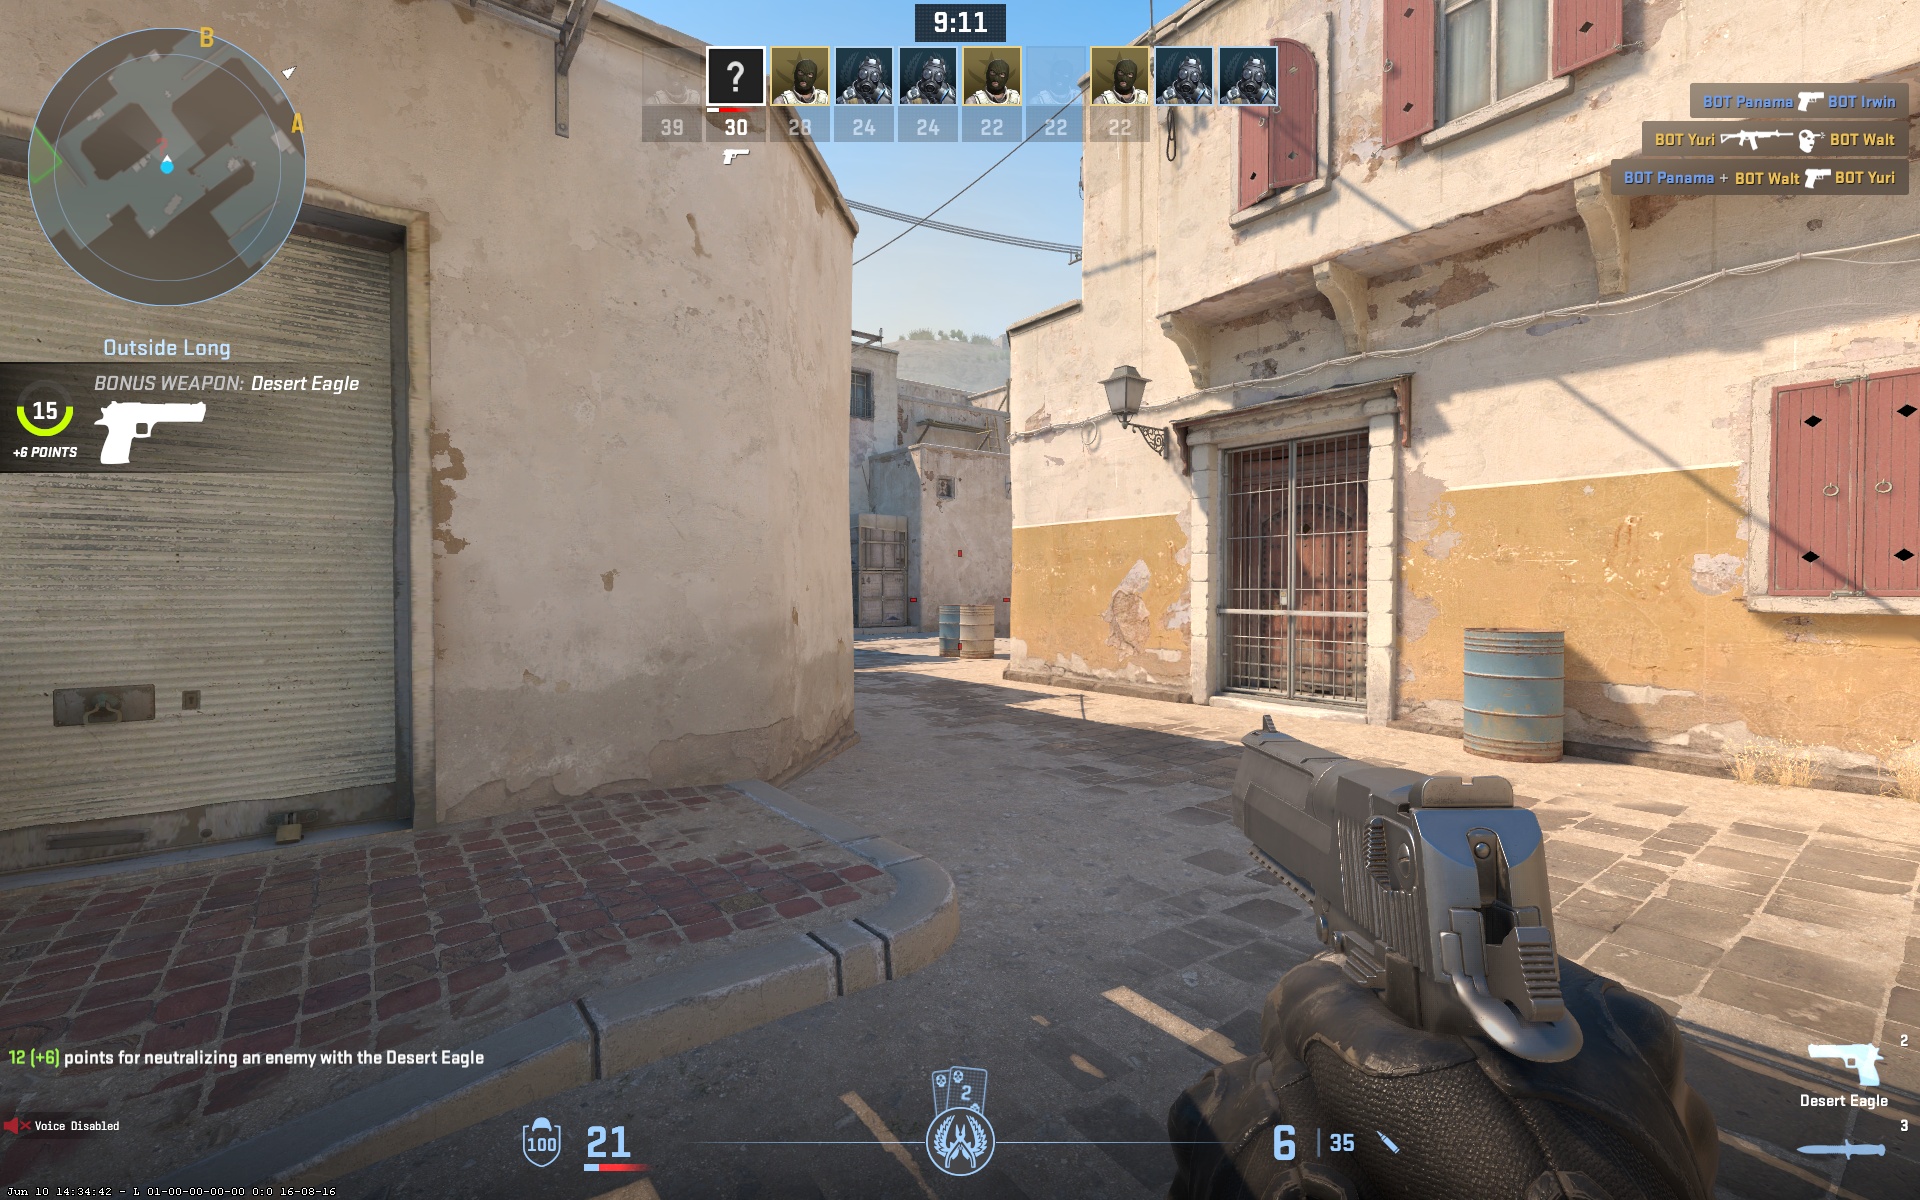 B
A
9:11
?
39 30 28 24 24 22 22 22
BOT Panama BOT Irwin
BOT Yuri BOT Walt
BOT Panama + BOT Walt BOT Yuri
Outside Long
BONUS WEAPON: Desert Eagle
15
+6 POINTS
14
12 (+6) points for neutralizing an enemy with the Desert Eagle
Voice Disabled
100 21
2
6 | 35
2
Desert Eagle
3
Jun 10 14:34:42 - L 01-00-00-00-00 0:0 16-08-16